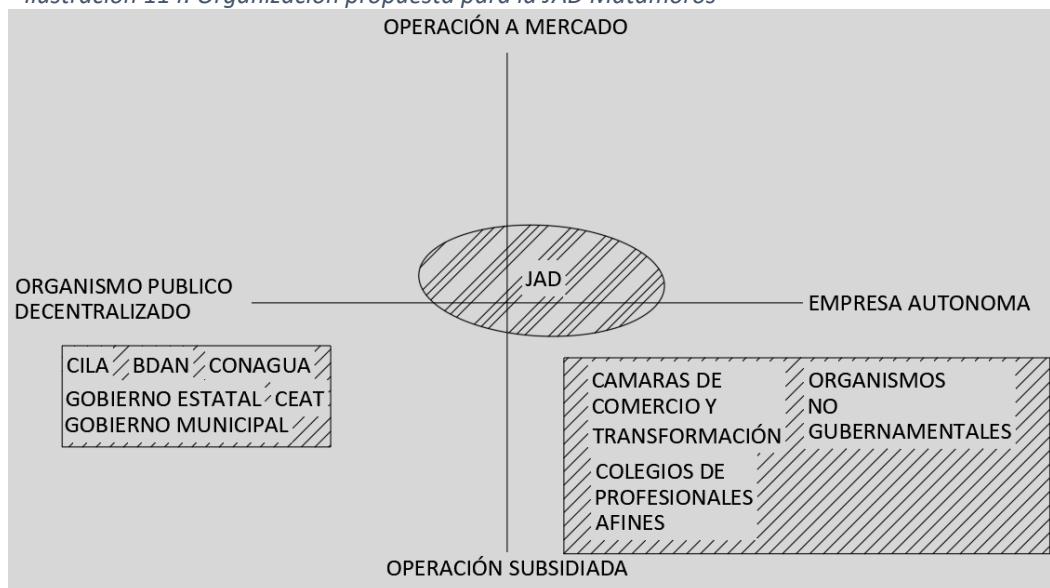 Ilustración 114. Organización propuesta para la JAD Matamoros
OPERACIÓN A MERCADO
JAD
ORGANISMO PUBLICO
DECENTRALIZADO
EMPRESA AUTONOMA
CILA BDAN CONAGUA
GOBIERNO ESTATAL CEAT
GOBIERNO MUNICIPAL
CAMARAS DE
COMERCIO Y
TRANSFORMACIÓN
COLEGIOS DE
PROFESIONALES
AFINES
ORGANISMOS
NO
GUBERNAMENTALES
OPERACIÓN SUBSIDIADA